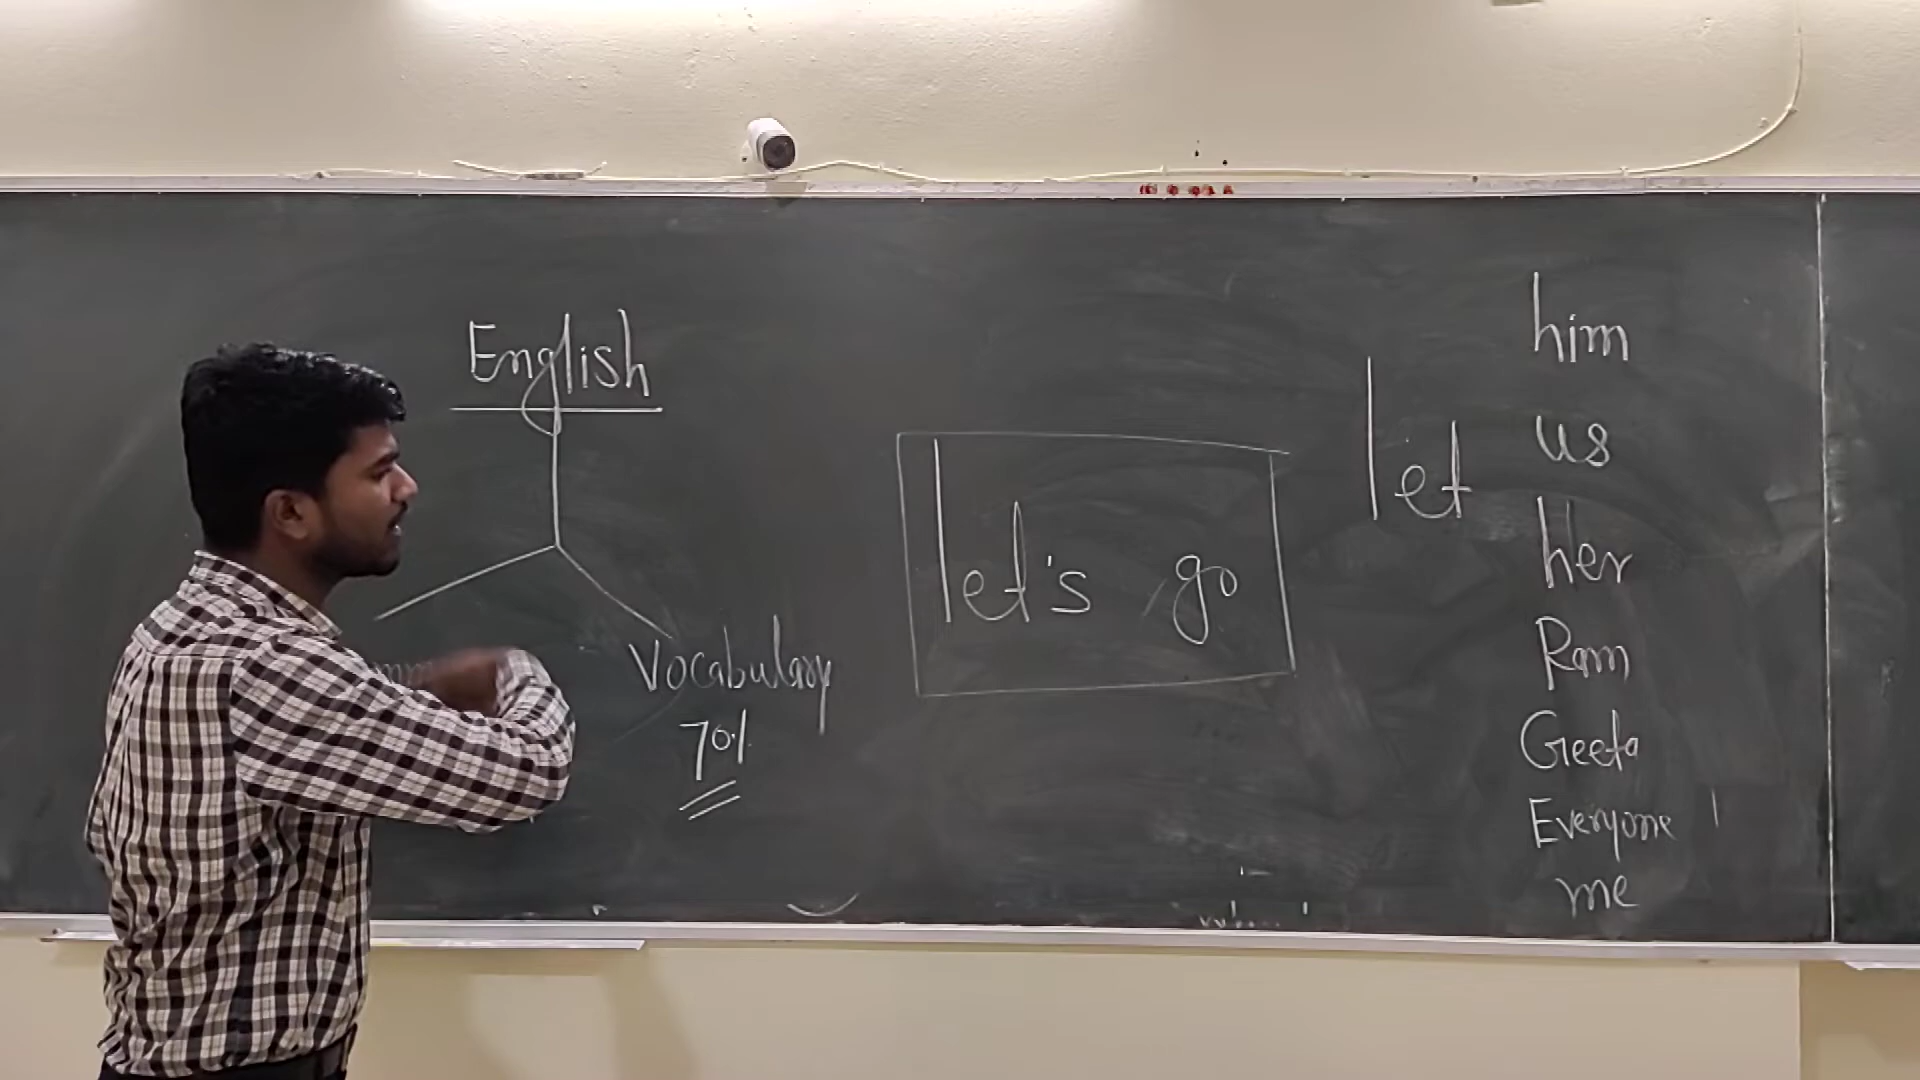 English
Vocabulary
70%
let's go
let
him
us
her
Ram
Geeta
Everyone
me